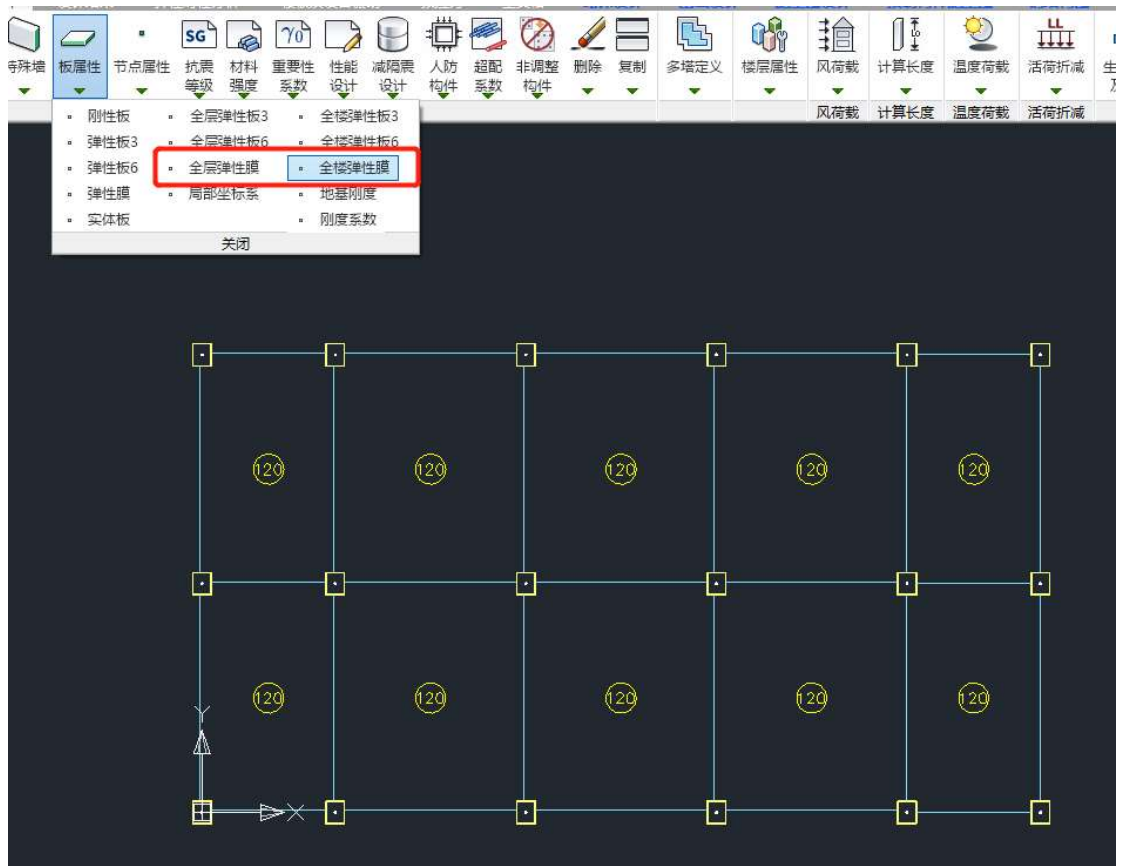 SG γ0 LL
特殊墙 板属性 节点属性 抗震等级 材料强度 重要性系数 性能设计 减隔震设计 人防构件 超配系数 非调整构件 删除 复制 多塔定义 楼层属性 风荷载 计算长度 温度荷载 活荷折减
风荷载 计算长度 温度荷载 活荷折减
刚性板 全层弹性板3 全楼弹性板3
弹性板3 全层弹性板6 全楼弹性板6
弹性板6 全层弹性膜 全楼弹性膜
弹性膜 局部坐标系 地基刚度
实体板 刚度系数
关闭
120 120 120 120 120
120 120 120 120 120
Y
X